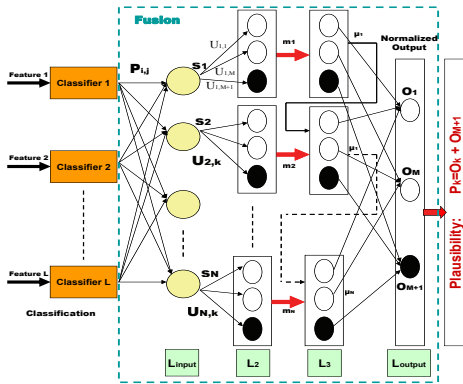 Fusion
Normalized
Output
Feature 1
Classifier 1
Pi,j
S1
U1,1
U1,M
U1,M+1
m1
μ1
O1
Feature 2
Classifier 2
S2
U2,k
m2
μ1
OM
Feature L
Classifier L
SN
UN,k
mN
μN
OM+1
Classification
Linput
L2
L3
Loutput
Plausibility: Pk=Ok + OM+1